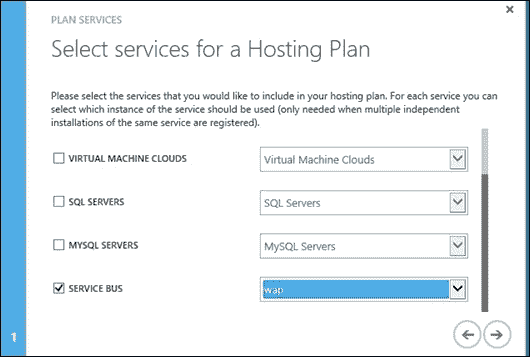 PLAN SERVICES
Select services for a Hosting Plan
Please select the services that you would like to include in your hosting plan. For each service you can
select which instance of the service should be used (only needed when multiple independent
installations of the same service are registered).
VIRTUAL MACHINE CLOUDS Virtual Machine Clouds
SQL SERVERS SQL Servers
MYSQL SERVERS MySQL Servers
SERVICE BUS wap
1